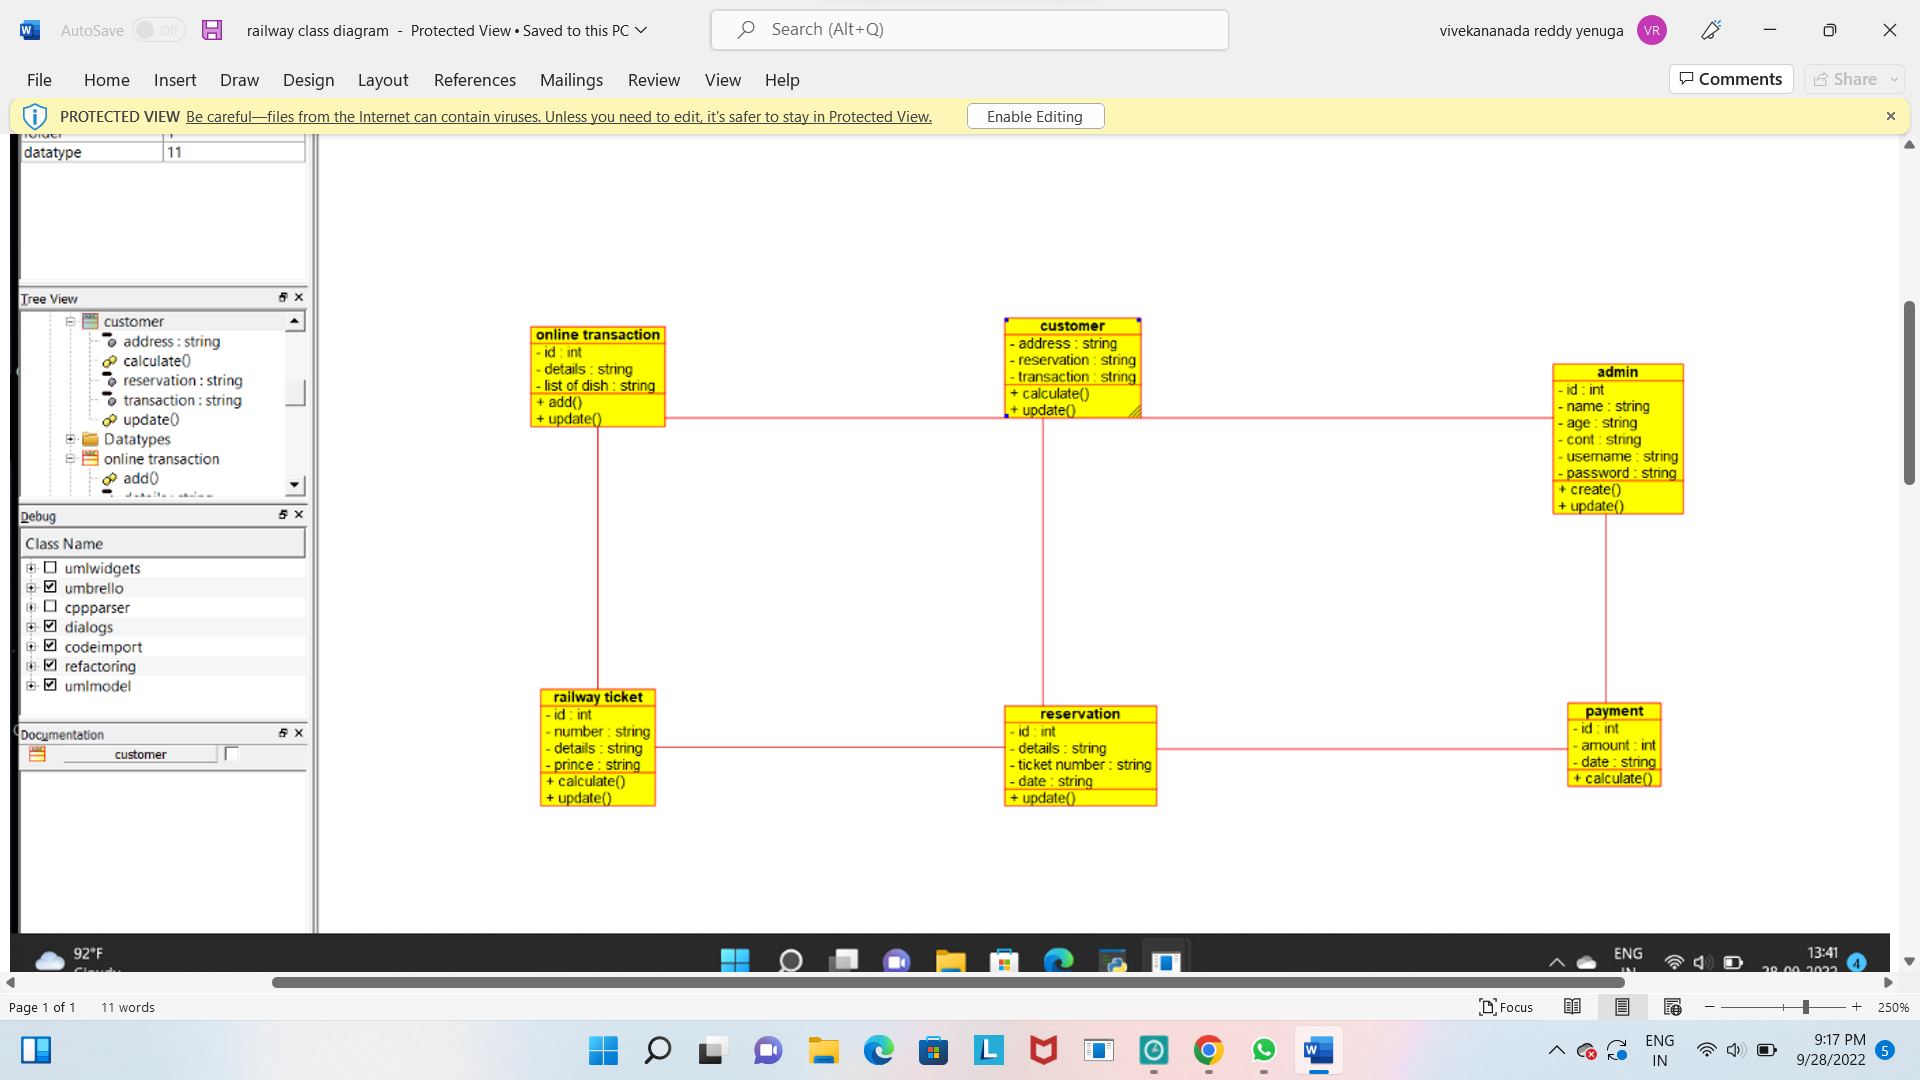 AutoSave Off railway class diagram - Protected View • Saved to this PC Search (Alt+Q) vivekananada reddy yenuga VR
File Home Insert Draw Design Layout References Mailings Review View Help Comments Share
PROTECTED VIEW Be careful—files from the Internet can contain viruses. Unless you need to edit, it's safer to stay in Protected View. Enable Editing
datatype 11
Tree View
customer
address : string
calculate()
reservation : string
transaction : string
update()
Datatypes
online transaction
add()
Debug
Class Name
umlwidgets
umbrello
cppparser
dialogs
codeimport
refactoring
umlmodel
Documentation
customer
online transaction
- id : int
- details : string
- list of dish : string
+ add()
+ update()
customer
- address : string
- reservation : string
- transaction : string
+ calculate()
+ update()
admin
- id : int
- name : string
- age : string
- cont : string
- username : string
- password : string
+ create()
+ update()
railway ticket
- id : int
- number : string
- details : string
- prince : string
+ calculate()
+ update()
reservation
- id : int
- details : string
- ticket number : string
- date : string
+ update()
payment
- id : int
- amount : int
- date : string
+ calculate()
92°F
Cloudy
ENG
IN
13:41
28-09-2022
4
Page 1 of 1 11 words Focus 250%
ENG
IN
9:17 PM
9/28/2022
5